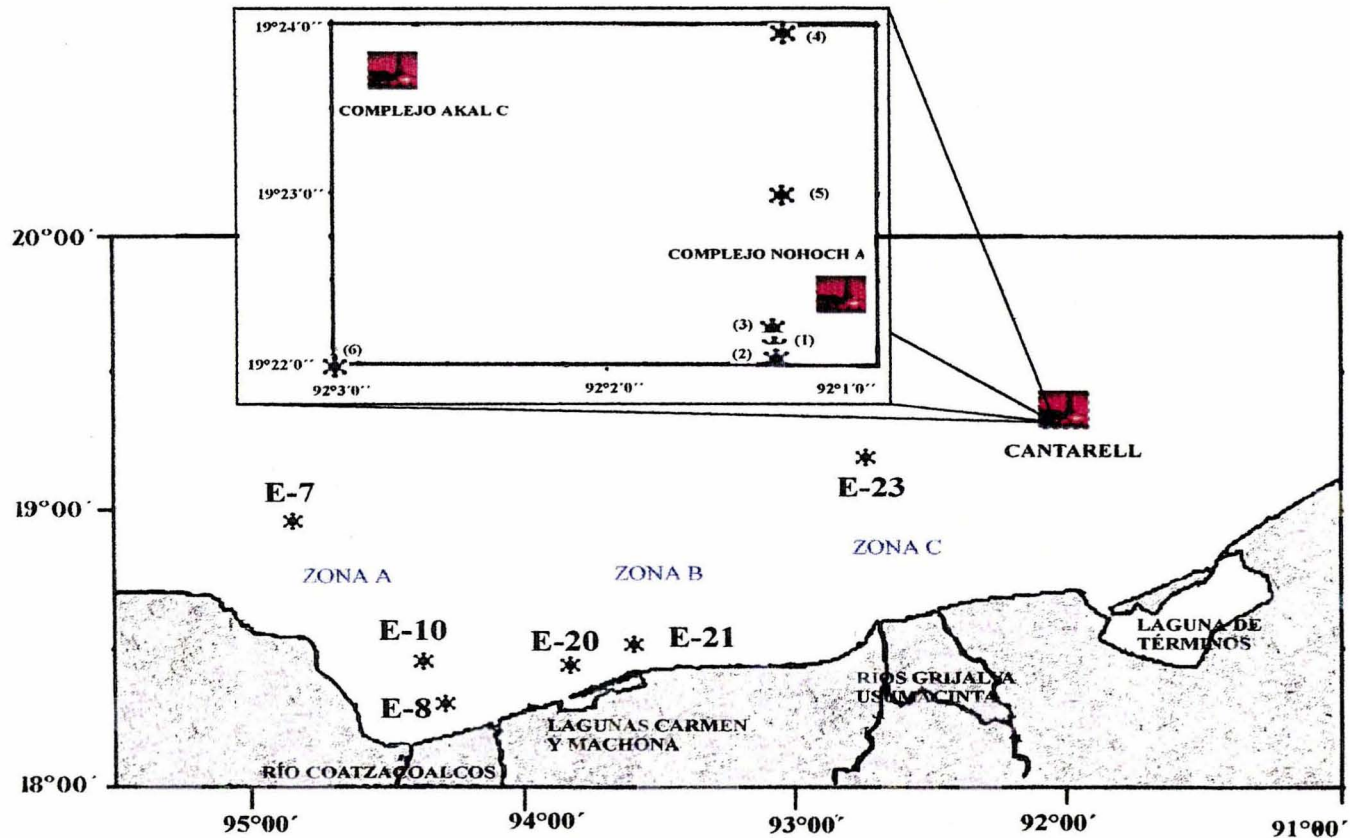 19°24´0´´
(4)
COMPLEJO AKAL C
19°23´0´´
(5)
COMPLEJO NOHOCH A
(3)
(1)
(2)
19°22´0´´
(6)
92°3´0´´
92°2´0´´
92°1´0´´
20°00´
CANTARELL
E-23
E-7
19°00´
ZONA A
ZONA B
ZONA C
E-10
E-20
E-21
E-8
LAGUNA DE
TÉRMINOS
RÍOS GRIJALVA
USUMACINTA
LAGUNAS CARMEN
Y MACHONA
RÍO COATZACOALCOS
18°00´
95°00´
94°00´
93°00´
92°00´
91°00´